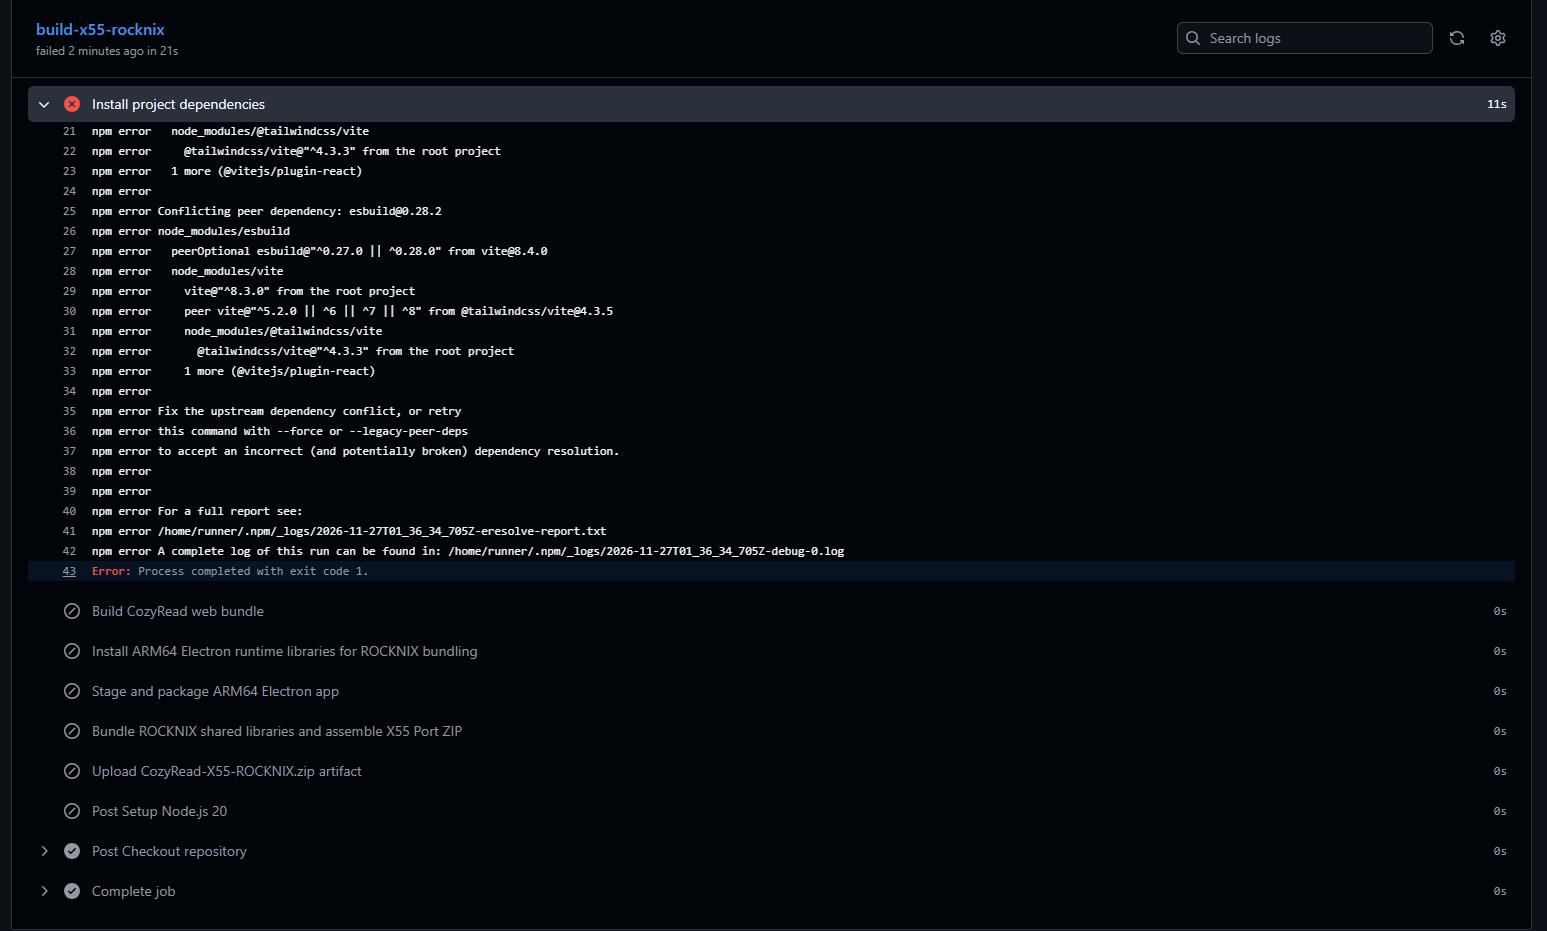 build-x55-rocknix
failed 2 minutes ago in 21s
Search logs
Install project dependencies 11s
21 npm error   node_modules/@tailwindcss/vite
22 npm error     @tailwindcss/vite@"^4.3.3" from the root project
23 npm error   1 more (@vitejs/plugin-react)
24 npm error
25 npm error Conflicting peer dependency: esbuild@0.28.2
26 npm error node_modules/esbuild
27 npm error   peerOptional esbuild@"^0.27.0 || ^0.28.0" from vite@8.4.0
28 npm error   node_modules/vite
29 npm error     vite@"^8.3.0" from the root project
30 npm error     peer vite@"^5.2.0 || ^6 || ^7 || ^8" from @tailwindcss/vite@4.3.5
31 npm error     node_modules/@tailwindcss/vite
32 npm error       @tailwindcss/vite@"^4.3.3" from the root project
33 npm error     1 more (@vitejs/plugin-react)
34 npm error
35 npm error Fix the upstream dependency conflict, or retry
36 npm error this command with --force or --legacy-peer-deps
37 npm error to accept an incorrect (and potentially broken) dependency resolution.
38 npm error
39 npm error
40 npm error For a full report see:
41 npm error /home/runner/.npm/_logs/2026-11-27T01_36_34_705Z-eresolve-report.txt
42 npm error A complete log of this run can be found in: /home/runner/.npm/_logs/2026-11-27T01_36_34_705Z-debug-0.log
43 Error: Process completed with exit code 1.
Build CozyRead web bundle 0s
Install ARM64 Electron runtime libraries for ROCKNIX bundling 0s
Stage and package ARM64 Electron app 0s
Bundle ROCKNIX shared libraries and assemble X55 Port ZIP 0s
Upload CozyRead-X55-ROCKNIX.zip artifact 0s
Post Setup Node.js 20 0s
Post Checkout repository 0s
Complete job 0s